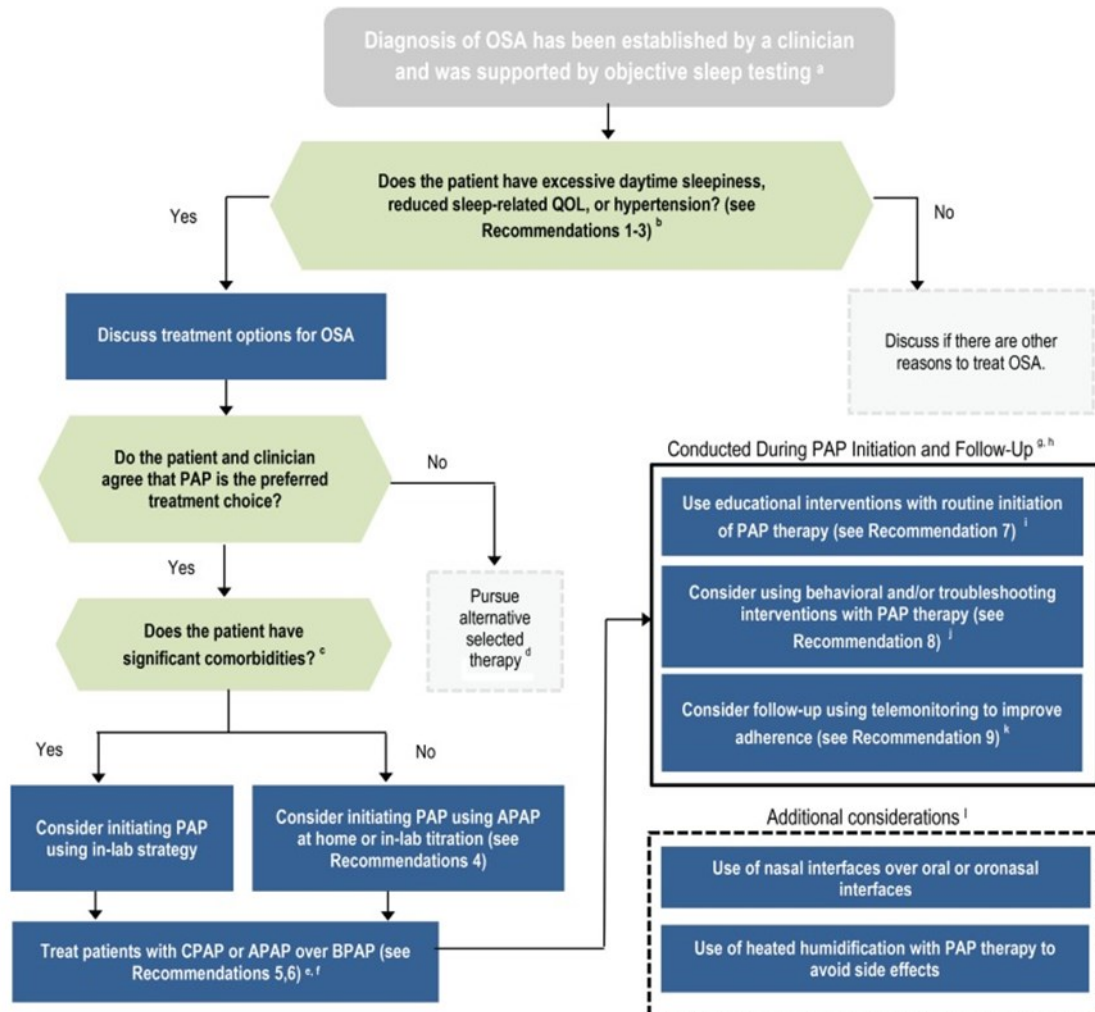 Diagnosis of OSA has been established by a clinician
and was supported by objective sleep testing a
Does the patient have excessive daytime sleepiness,
reduced sleep-related QOL, or hypertension? (see
Recommendations 1-3) b
Yes
No
Discuss treatment options for OSA
Discuss if there are other
reasons to treat OSA.
Do the patient and clinician
agree that PAP is the preferred
treatment choice?
No
Yes
Pursue
alternative
selected
therapy d
Does the patient have
significant comorbidities? c
Yes
No
Consider initiating PAP
using in-lab strategy
Consider initiating PAP using APAP
at home or in-lab titration (see
Recommendations 4)
Treat patients with CPAP or APAP over BPAP (see
Recommendations 5,6) e, f
Conducted During PAP Initiation and Follow-Up g, h
Use educational interventions with routine initiation
of PAP therapy (see Recommendation 7) i
Consider using behavioral and/or troubleshooting
interventions with PAP therapy (see
Recommendation 8) j
Consider follow-up using telemonitoring to improve
adherence (see Recommendation 9) k
Additional considerations l
Use of nasal interfaces over oral or oronasal
interfaces
Use of heated humidification with PAP therapy to
avoid side effects